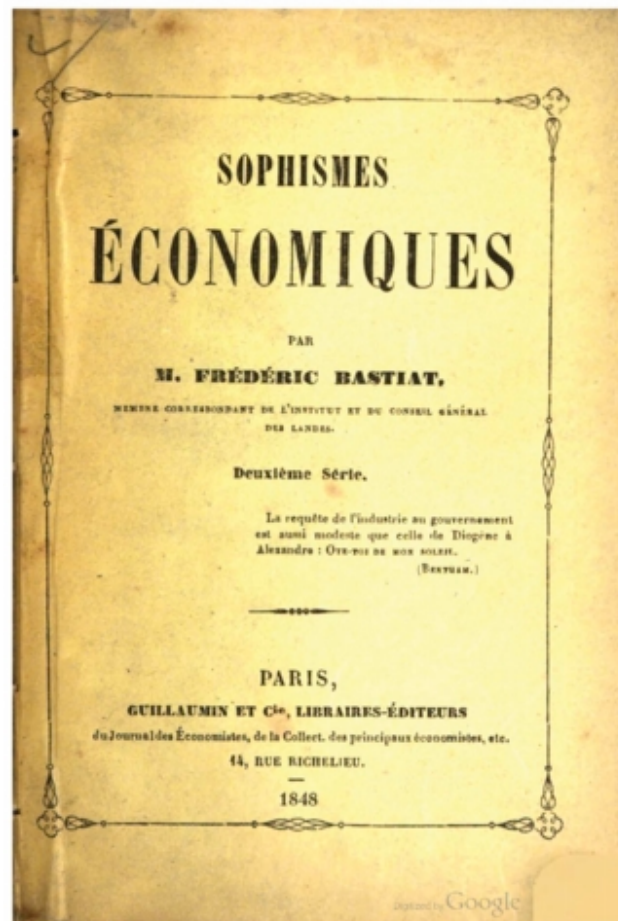 SOPHISMES
ÉCONOMIQUES
PAR
M. FRÉDÉRIC BASTIAT,
MEMBRE CORRESPONDANT DE L'INSTITUT ET DU CONSEIL GÉNÉRAL
DES LANDES.
Deuxième Série.
La requête de l'industrie au gouvernement
est aussi modeste que celle de Diogène à
Alexandre : OTE-TOI DE MON SOLEIL.
(BENTHAM.)
PARIS,
GUILLAUMIN ET Cie, LIBRAIRES-ÉDITEURS
du Journal des Économistes, de la Collect. des principaux économistes, etc.
14, RUE RICHELIEU.
1848
Digitized by Google